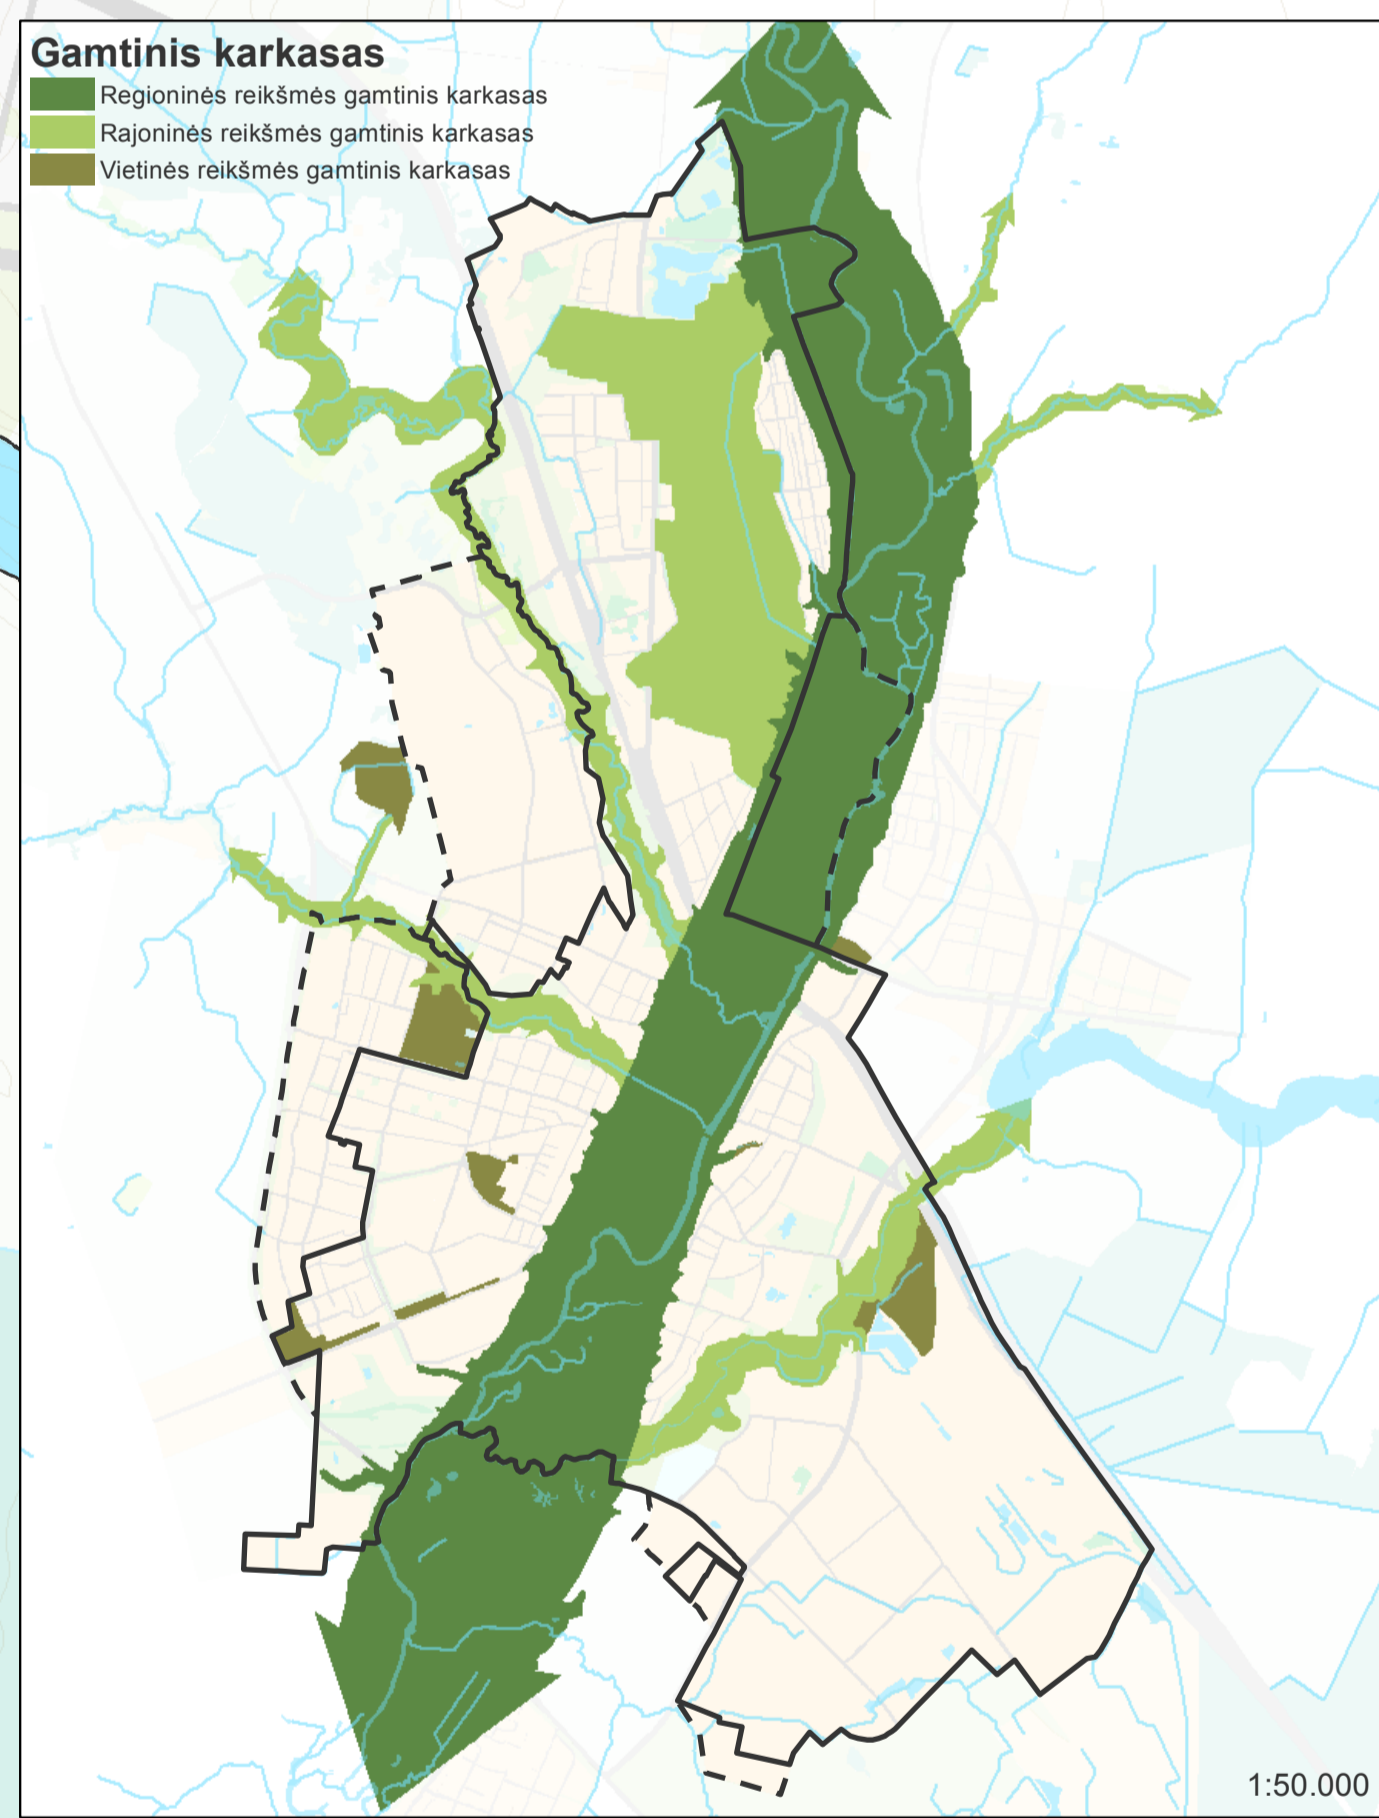 Gamtinis karkasas
Regioninės reikšmės gamtinis karkasas
Rajoninės reikšmės gamtinis karkasas
Vietinės reikšmės gamtinis karkasas
1:50.000